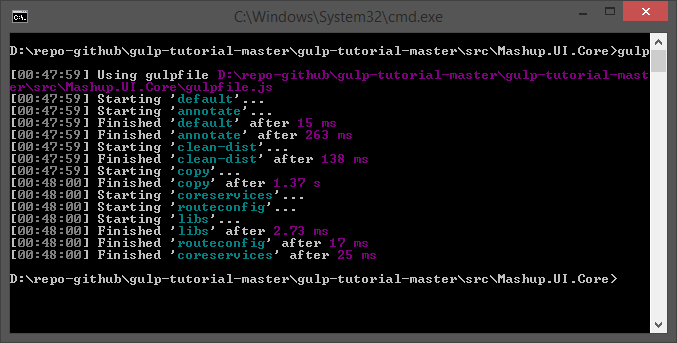 C:\Windows\System32\cmd.exe
D:\repo-github\gulp-tutorial-master\gulp-tutorial-master\src\Mashup.UI.Core>gulp
[00:47:59] Using gulpfile D:\repo-github\gulp-tutorial-master\gulp-tutorial-mast
er\src\Mashup.UI.Core\gulpfile.js
[00:47:59] Starting 'default'...
[00:47:59] Starting 'annotate'...
[00:47:59] Finished 'default' after 15 ms
[00:47:59] Finished 'annotate' after 263 ms
[00:47:59] Starting 'clean-dist'...
[00:47:59] Finished 'clean-dist' after 138 ms
[00:47:59] Starting 'copy'...
[00:48:00] Finished 'copy' after 1.37 s
[00:48:00] Starting 'coreservices'...
[00:48:00] Starting 'routeconfig'...
[00:48:00] Starting 'libs'...
[00:48:00] Finished 'libs' after 2.73 ms
[00:48:00] Finished 'routeconfig' after 17 ms
[00:48:00] Finished 'coreservices' after 25 ms
D:\repo-github\gulp-tutorial-master\gulp-tutorial-master\src\Mashup.UI.Core>